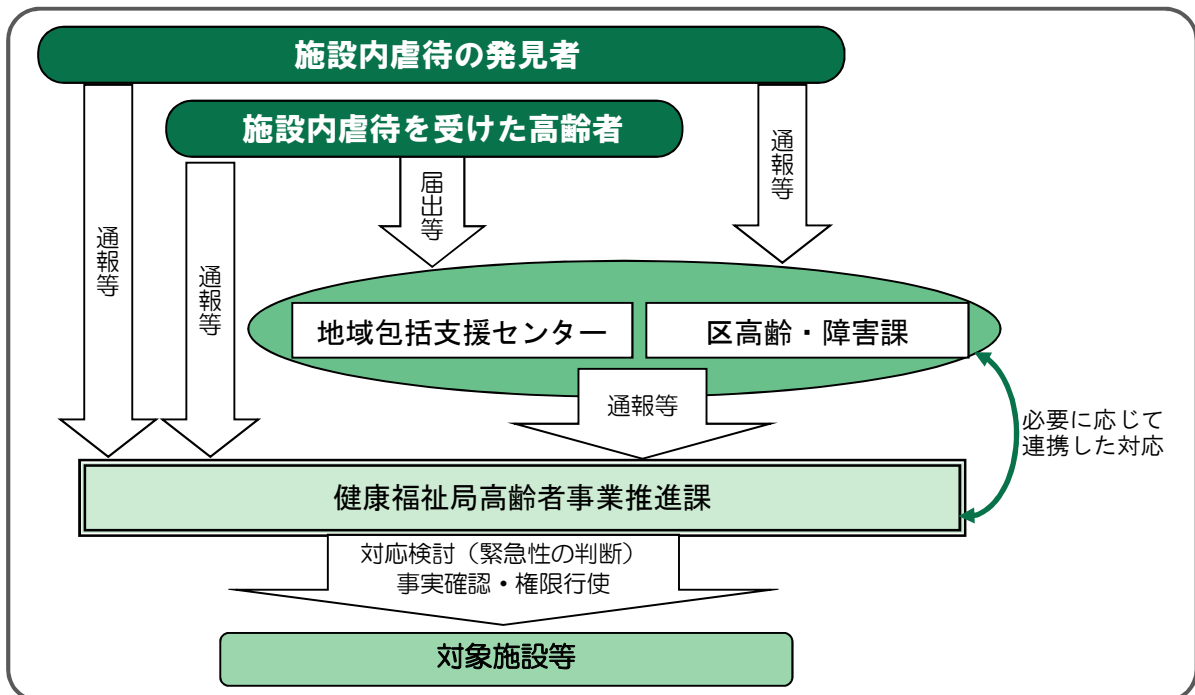 施設内虐待の発見者
施設内虐待を受けた高齢者
通報等
通報等
届出等
通報等
地域包括支援センター
区高齢・障害課
通報等
必要に応じて
連携した対応
健康福祉局高齢者事業推進課
対応検討（緊急性の判断）
事実確認・権限行使
対象施設等